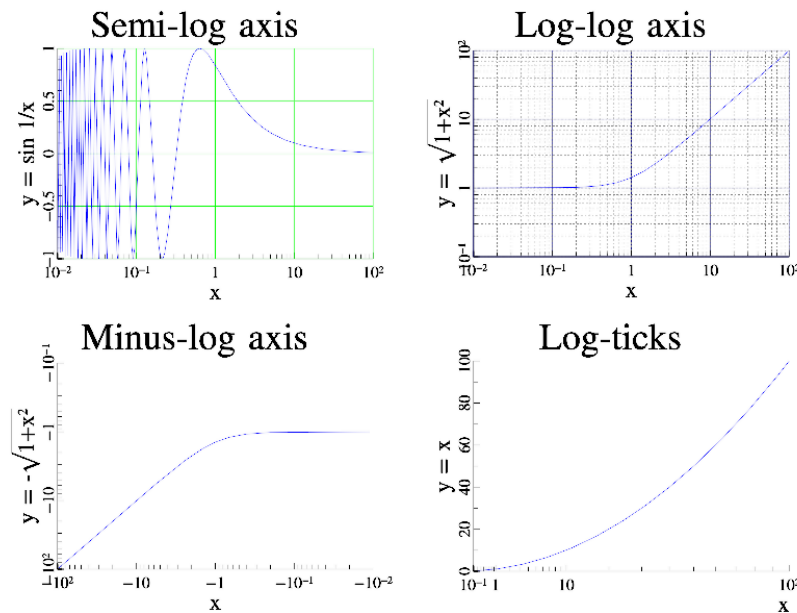 Semi-log axis
y = sin 1/x
1
0.5
0
−0.5
−1
10⁻² 10⁻¹ 1 10 10²
x
Log-log axis
y = √1+x²
10²
10
1
10⁻¹
10⁻² 10⁻¹ 1 10 10²
x
Minus-log axis
y = -√1+x²
−10⁻¹
−1
−10
10²
−10² −10 −1 −10⁻¹ −10⁻²
x
Log-ticks
y = x
100
80
60
40
20
0
10⁻¹ 1 10
x